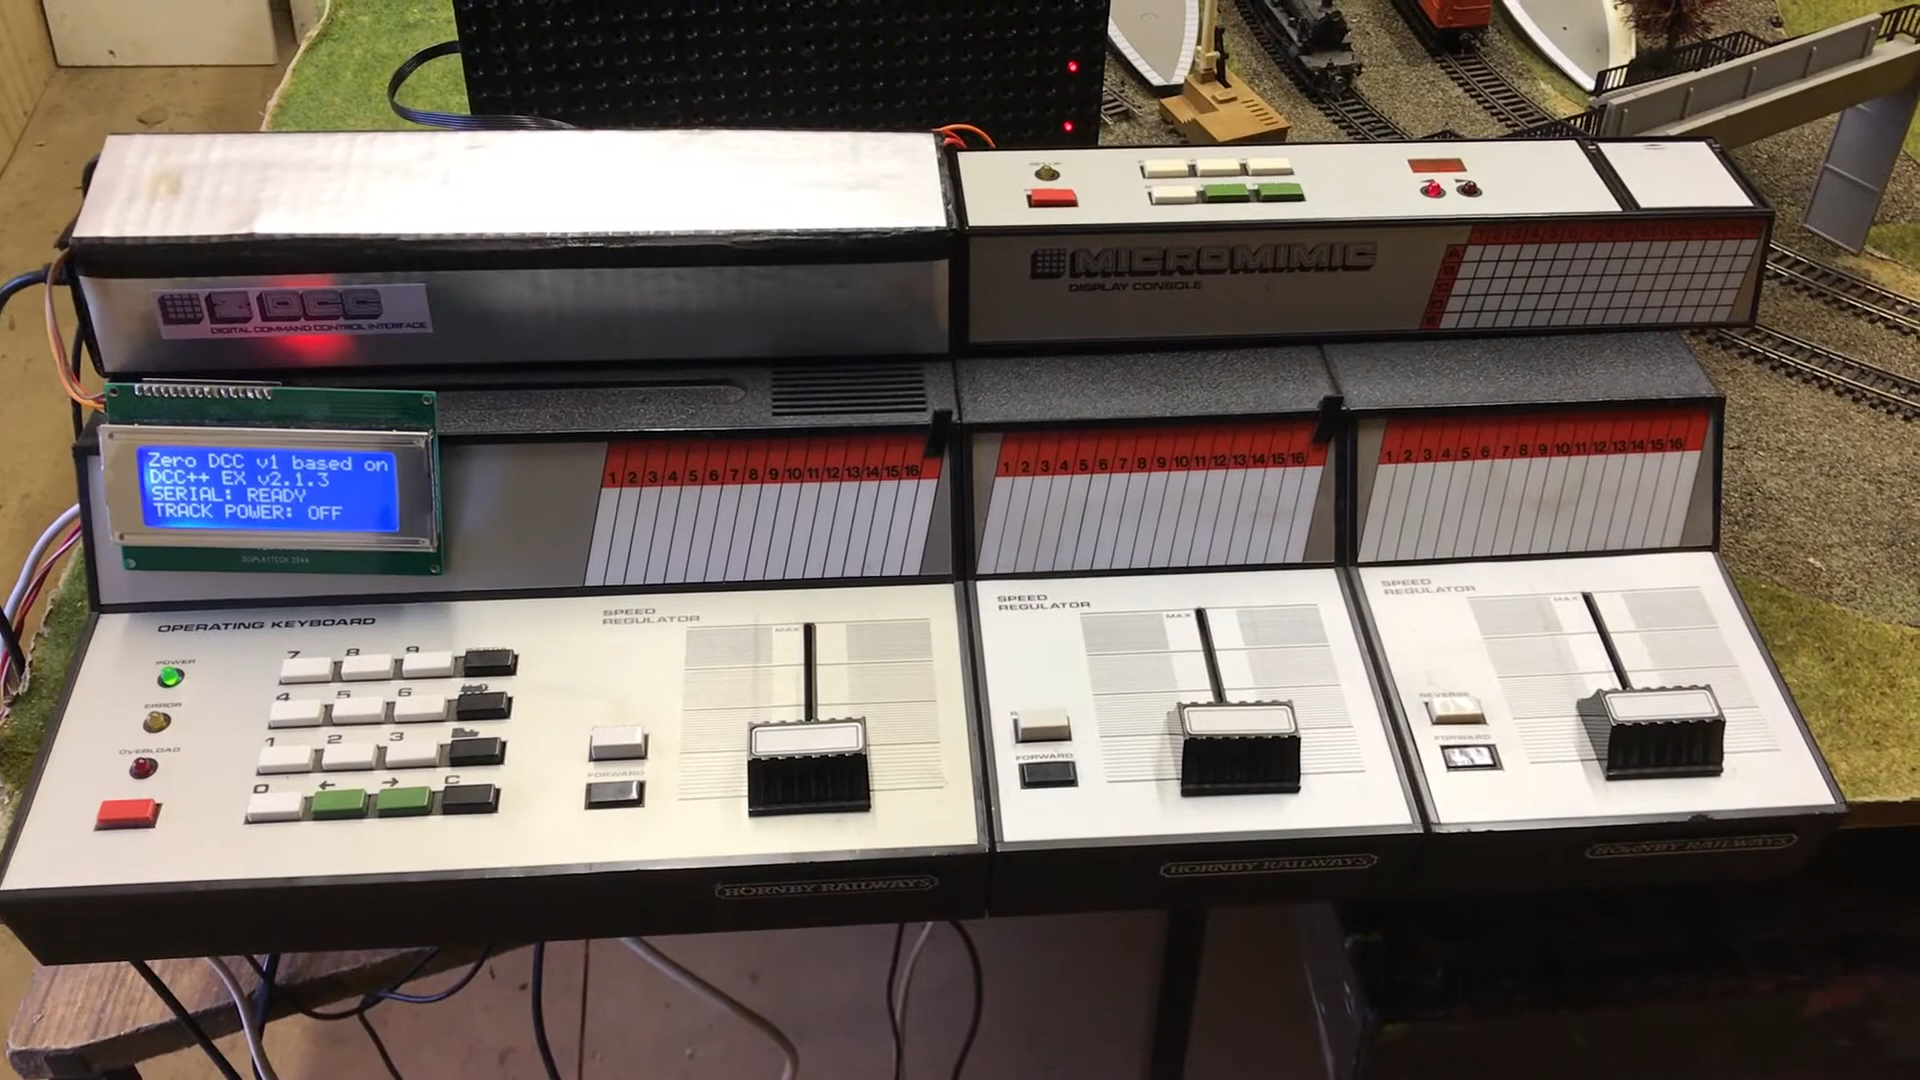 SET UP
MICROMIMIC
DISPLAY CONSOLE
Z DCC
DIGITAL COMMAND CONTROL INTERFACE
Zero DCC v1 based on
DCC++ EX v2.1.3
SERIAL: READY
TRACK POWER: OFF
1 2 3 4 5 6 7 8 9 10 11 12 13 14 15 16
1 2 3 4 5 6 7 8 9 10 11 12 13 14 15 16
1 2 3 4 5 6 7 8 9 10 11 12 13 14 15 16
OPERATING KEYBOARD
POWER
ERROR
OVERLOAD
7 8 9
4 5 6
1 2 3
0 ← → C
SPEED
REGULATOR
MAX
FORWARD
HORNBY RAILWAYS
SPEED
REGULATOR
MAX
FORWARD
HORNBY RAILWAYS
SPEED
REGULATOR
MAX
REVERSE
FORWARD
HORNBY RAILWAYS